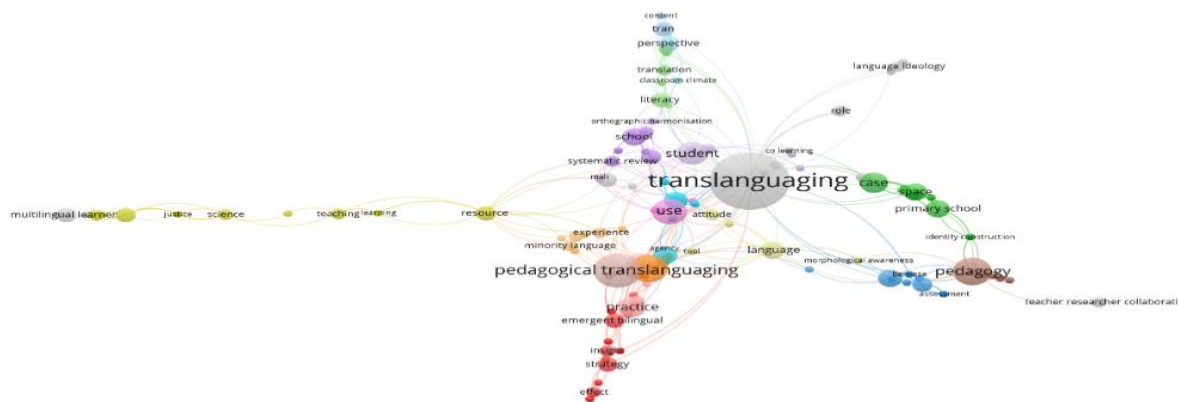 content
tran
perspective
translation
classroom climate
literacy
language ideology
role
orthographic harmonisation
school
student
co learning
systematic review
mali
translanguaging
case
space
primary school
multilingual learner
justice
science
teaching
learning
resource
use
attitude
experience
minority language
agency
tool
language
identity construction
morphological awareness
pedagogical translanguaging
pedagogy
assessment
teacher researcher collaborati
practice
emergent bilingual
insight
strategy
effect